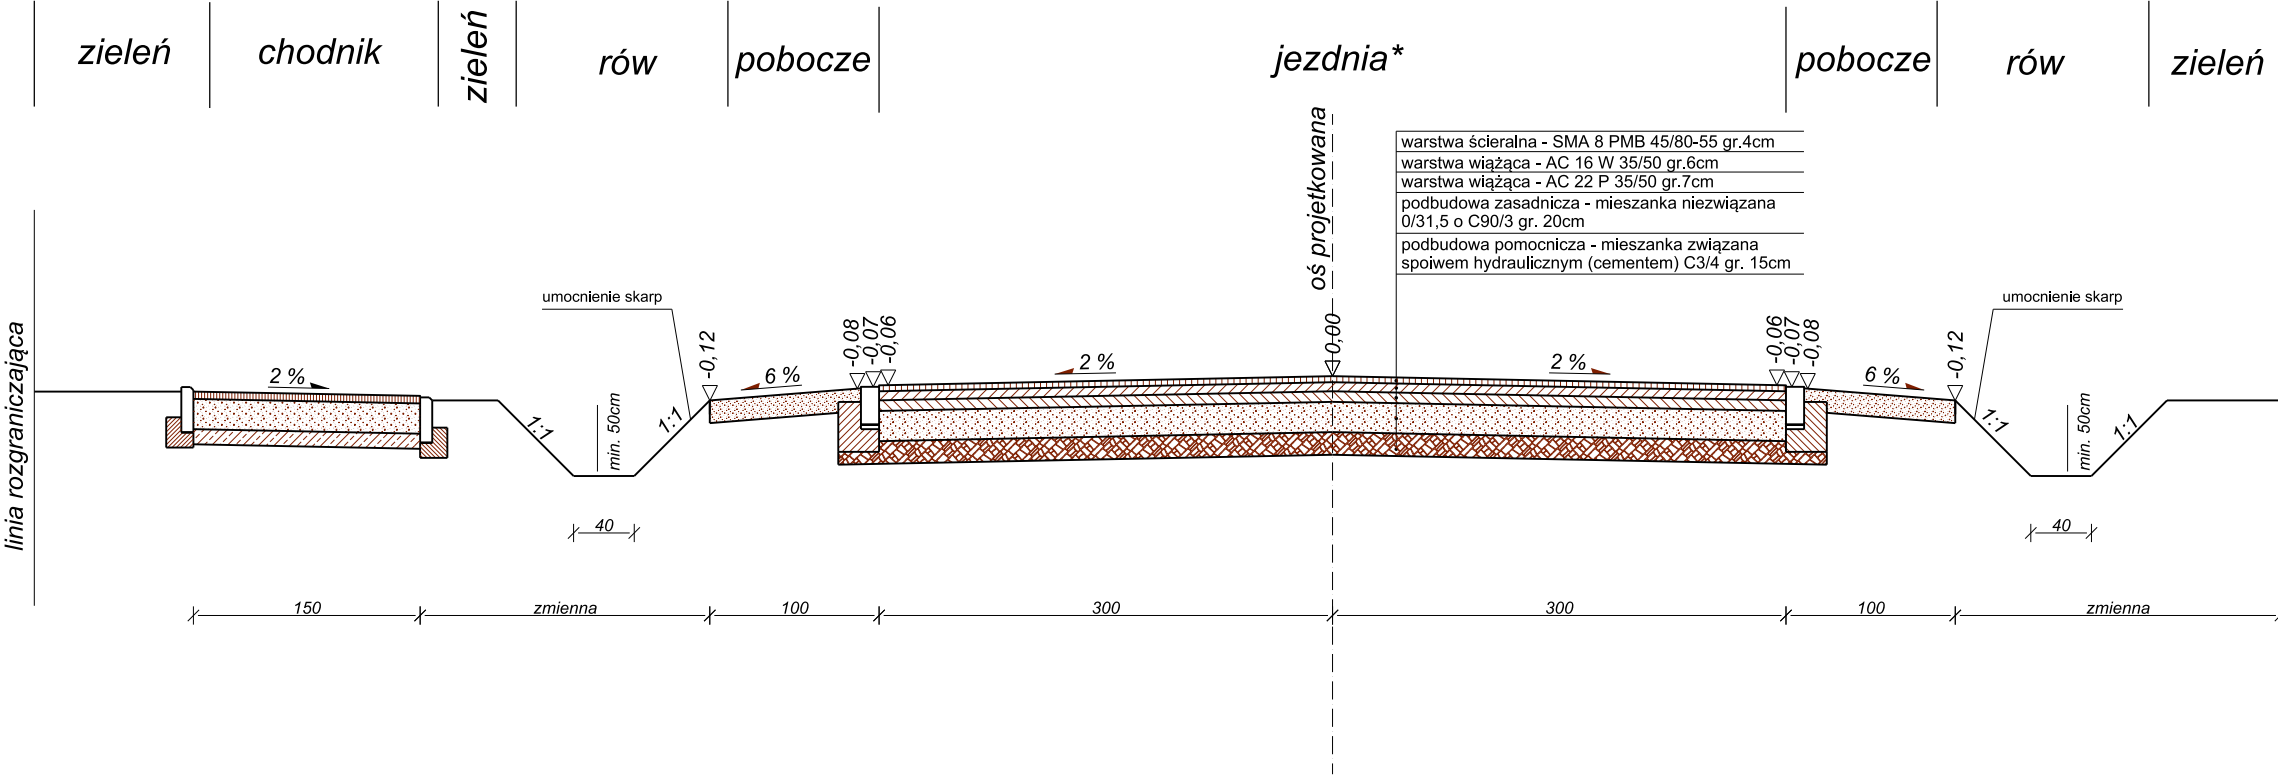 zieleń
chodnik
zieleń
rów
pobocze
jezdnia*
pobocze
rów
zieleń
oś projetkowana
warstwa ścieralna - SMA 8 PMB 45/80-55 gr.4cm
warstwa wiążąca - AC 16 W 35/50 gr.6cm
warstwa wiążąca - AC 22 P 35/50 gr.7cm
podbudowa zasadnicza - mieszanka niezwiązana
0/31,5 o C90/3 gr. 20cm
podbudowa pomocnicza - mieszanka związana
spoiwem hydraulicznym (cementem) C3/4 gr. 15cm
linia rozgraniczająca
umocnienie skarp
umocnienie skarp
2 %
1:1
min. 50cm
1:1
-0,12
6 %
-0,08
-0,07
-0,06
2 %
-0,00
2 %
-0,06
-0,07
-0,08
6 %
-0,12
1:1
min. 50cm
1:1
40
40
150
zmienna
100
300
300
100
zmienna